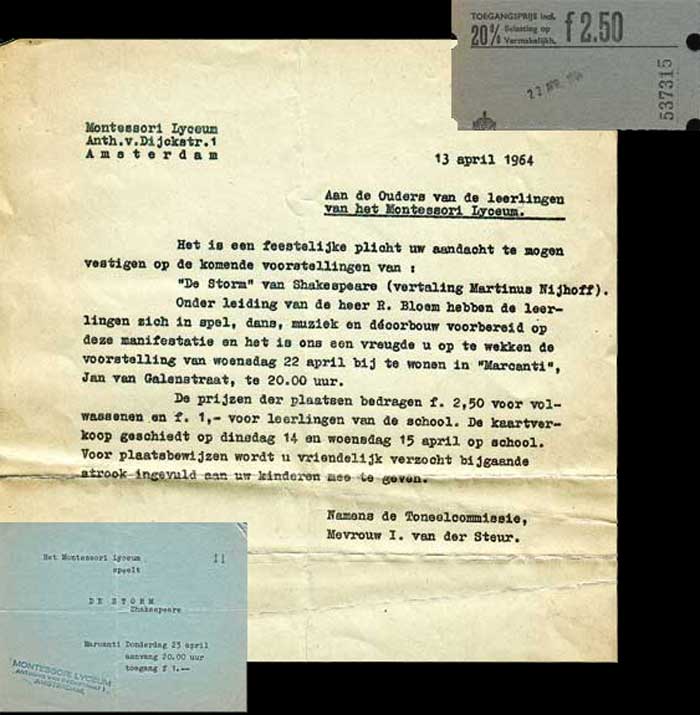 TOEGANGSPRIJS incl.
20% Belasting op
Vermakelijkh. f 2.50
22 APR. 1964
537315
Montessori Lyceum
Anth.v.Dijckstr.1
Amsterdam
13 april 1964
Aan de Ouders van de leerlingen
van het Montessori Lyceum.
Het is een feestelijke plicht uw aandacht te mogen
vestigen op de komende voorstellingen van :
"De Storm" van Shakespeare (vertaling Martinus Nijhoff).
Onder leiding van de heer R. Bloem hebben de leer-
lingen zich in spel, dans, muziek en décorbouw voorbereid op
deze manifestatie en het is ons een vreugde u op te wekken de
voorstelling van woensdag 22 april bij te wonen in "Marcanti",
Jan van Galenstraat, te 20.00 uur.
De prijzen der plaatsen bedragen f. 2,50 voor vol-
wassenen en f. 1,- voor leerlingen van de school. De kaartver-
koop geschiedt op dinsdag 14 en woensdag 15 april op school.
Voor plaatsbewijzen wordt u vriendelijk verzocht bijgaande
strook ingevuld aan uw kinderen mee te geven.
Namens de Toneelcommissie,
Mevrouw I. van der Steur.
Het Montessori Lyceum 11
speelt
DE STORM
Shakespeare
Marcanti Donderdag 23 april
aanvang 20.00 uur
toegang f 1.--
MONTESSORI LYCEUM
AMSTERDAM